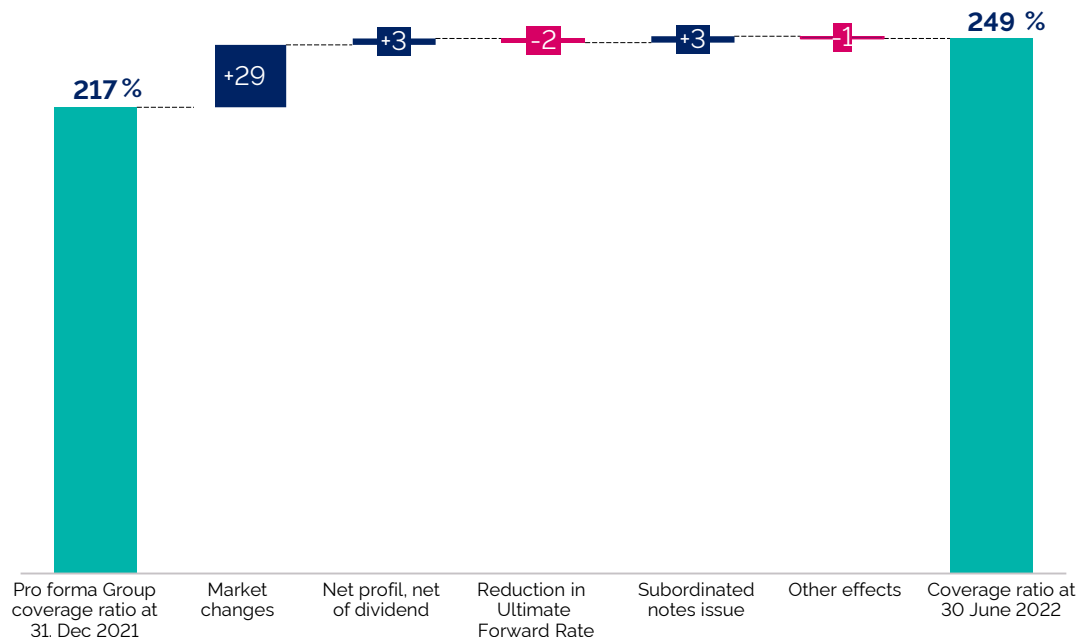 217 %
+29
+3
-2
+3
-1
249 %
Pro forma Group
coverage ratio at
31. Dec 2021
Market
changes
Net profil, net
of dividend
Reduction in
Ultimate
Forward Rate
Subordinated
notes issue
Other effects
Coverage ratio at
30 June 2022